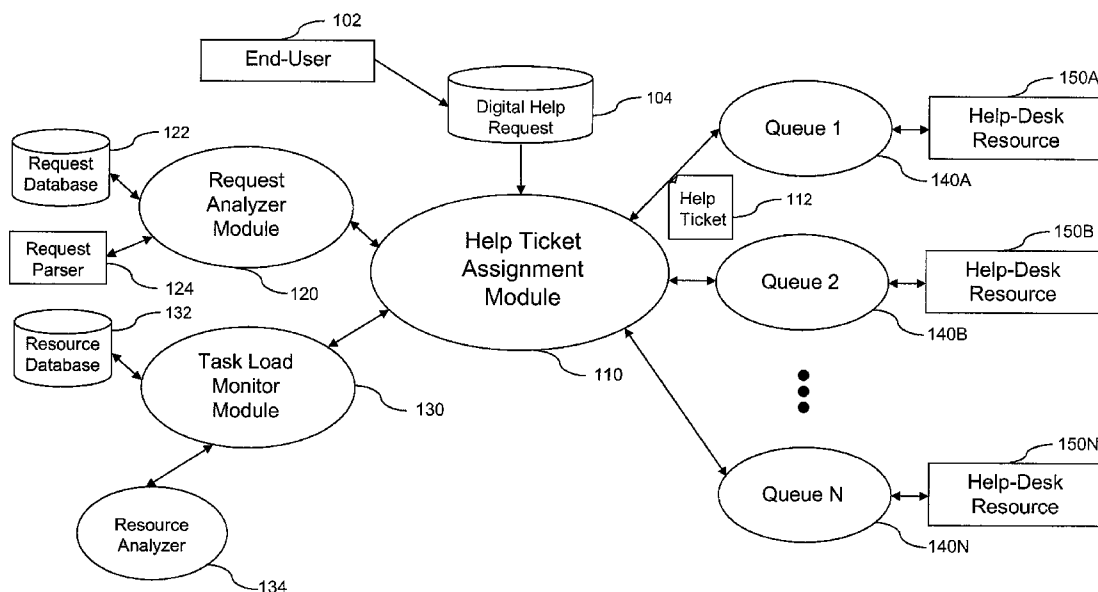 102
End-User
Digital Help
Request
104
122
Request
Database
Request
Parser
124
Request
Analyzer
Module
120
132
Resource
Database
Task Load
Monitor
Module
130
Resource
Analyzer
134
Help Ticket
Assignment
Module
110
Help
Ticket
112
Queue 1
140A
150A
Help-Desk
Resource
Queue 2
140B
150B
Help-Desk
Resource
Queue N
140N
150N
Help-Desk
Resource